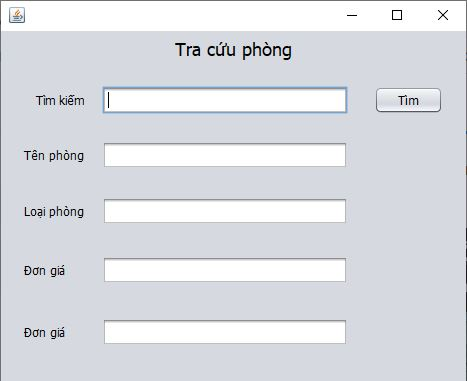 Tra cứu phòng
Tìm kiếm Tìm
Tên phòng
Loại phòng
Đơn giá
Đơn giá